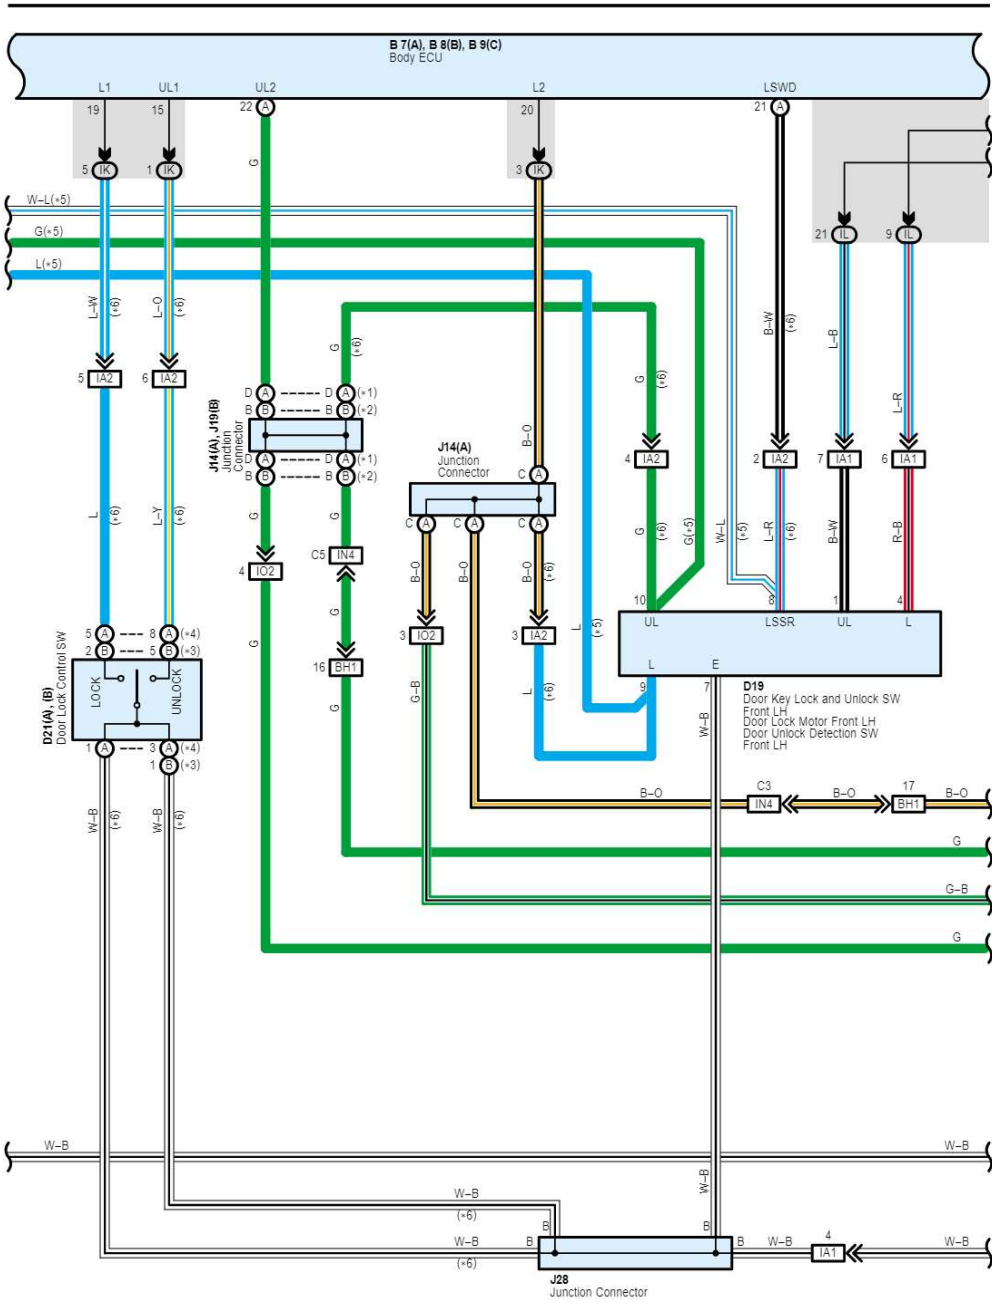 B 7(A), B 8(B), B 9(C)
Body ECU
L1 UL1 UL2 L2 LSWD
19 15 22 A 20 21 A
5 IK 1 IK 3 IK
W–L(*5)
G(*5)
L(*5)
21 IL 9 IL
L–W (*6) L–O (*6)
G
G (*6)
G (*6)
B–W (*6)
L–B
L–R
B–O
5 IA2 6 IA2
D A D A (*1)
B B B B (*2)
J14(A), J19(B)
Junction
Connector
D A D A (*1)
B B B B (*2)
J14(A)
Junction
Connector
C A
C A C A C A
4 IA2 2 IA2 7 IA1 6 IA1
L (*6) L–Y (*6)
G G
G (*6)
G(*5)
W–L (*5)
L–R (*6)
B–W
R–B
4 IO2 C5 IN4
B–O B–O B–O (*6)
G G
3 IO2 3 IA2
L (*5)
10 8 1 4
UL LSSR UL L
L E
9 7
D19
Door Key Lock and Unlock SW
Front LH
Door Lock Motor Front LH
Door Unlock Detection SW
Front LH
5 A 8 A (*4)
2 B 5 B (*3)
D21(A), (B)
Door Lock Control SW
LOCK UNLOCK
1 A 3 A (*4)
1 B (*3)
16 BH1
G
G–B
L (*6)
W–B
W–B (*6) W–B (*6)
C3 17
B–O IN4 B–O BH1 B–O
G
G–B
G
W–B W–B
W–B
W–B
(*6)
B B
W–B B B W–B 4 IA1 W–B
(*6)
J28
Junction Connector